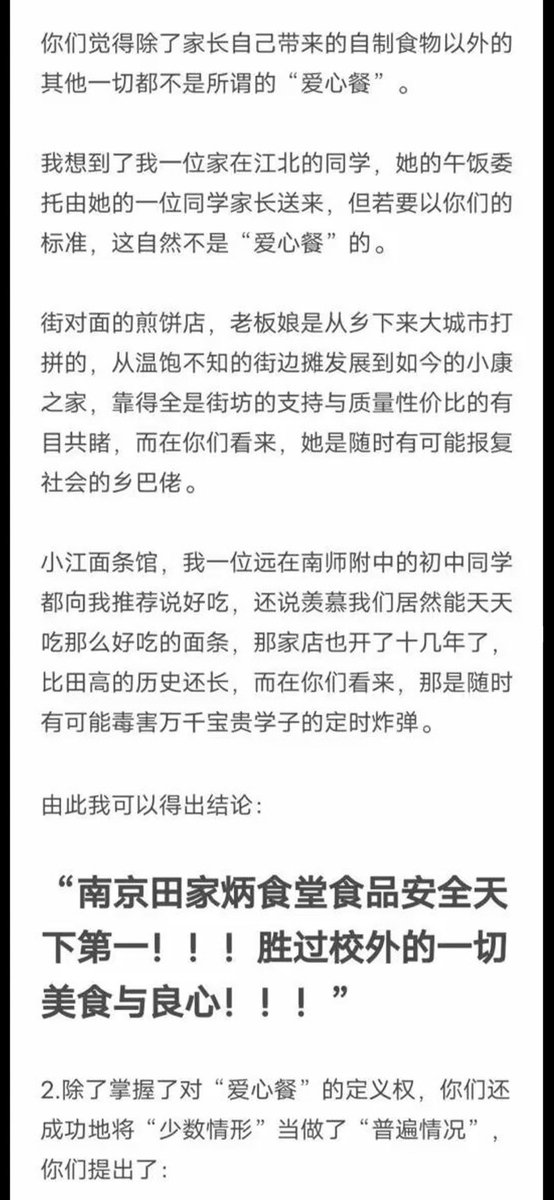 你们觉得除了家长自己带来的自制食物以外的
其他一切都不是所谓的“爱心餐”。
我想到了我一位家在江北的同学，她的午饭委
托由她的一位同学家长送来，但若要以你们的
标准，这自然不是“爱心餐”的。
街对面的煎饼店，老板娘是从乡下来大城市打
拼的，从温饱不知的街边摊发展到如今的小康
之家，靠得全是街坊的支持与质量性价比的有
目共睹，而在你们看来，她是随时有可能报复
社会的乡巴佬。
小江面条馆，我一位远在南师附中的初中同学
都向我推荐说好吃，还说羡慕我们居然能天天
吃那么好吃的面条，那家店也开了十几年了，
比田高的历史还长，而在你们看来，那是随时
有可能毒害万千宝贵学子的定时炸弹。
由此我可以得出结论：
“南京田家炳食堂食品安全天
下第一！！！胜过校外的一切
美食与良心！！！”
2.除了掌握了对“爱心餐”的定义权，你们还
成功地将“少数情形”当做了“普遍情况”，
你们提出了：